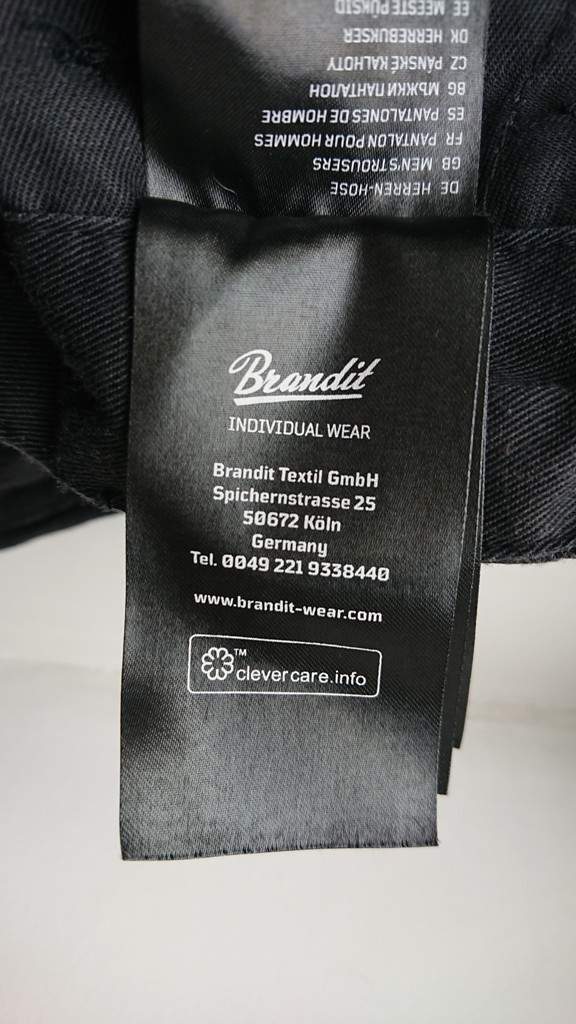 DE HERREN-HOSE
GB MEN'S TROUSERS
FR PANTALON POUR HOMMES
ES PANTALONES DE HOMBRE
BG МЪЖКИ ПАНТАЛОН
CZ PÁNSKÉ KALHOTY
DK HERREBUKSER
EE MEESTE PÜKSID
Brandit
INDIVIDUAL WEAR
Brandit Textil GmbH
Spichernstrasse 25
50672 Köln
Germany
Tel. 0049 221 9338440
www.brandit-wear.com
™
clevercare.info